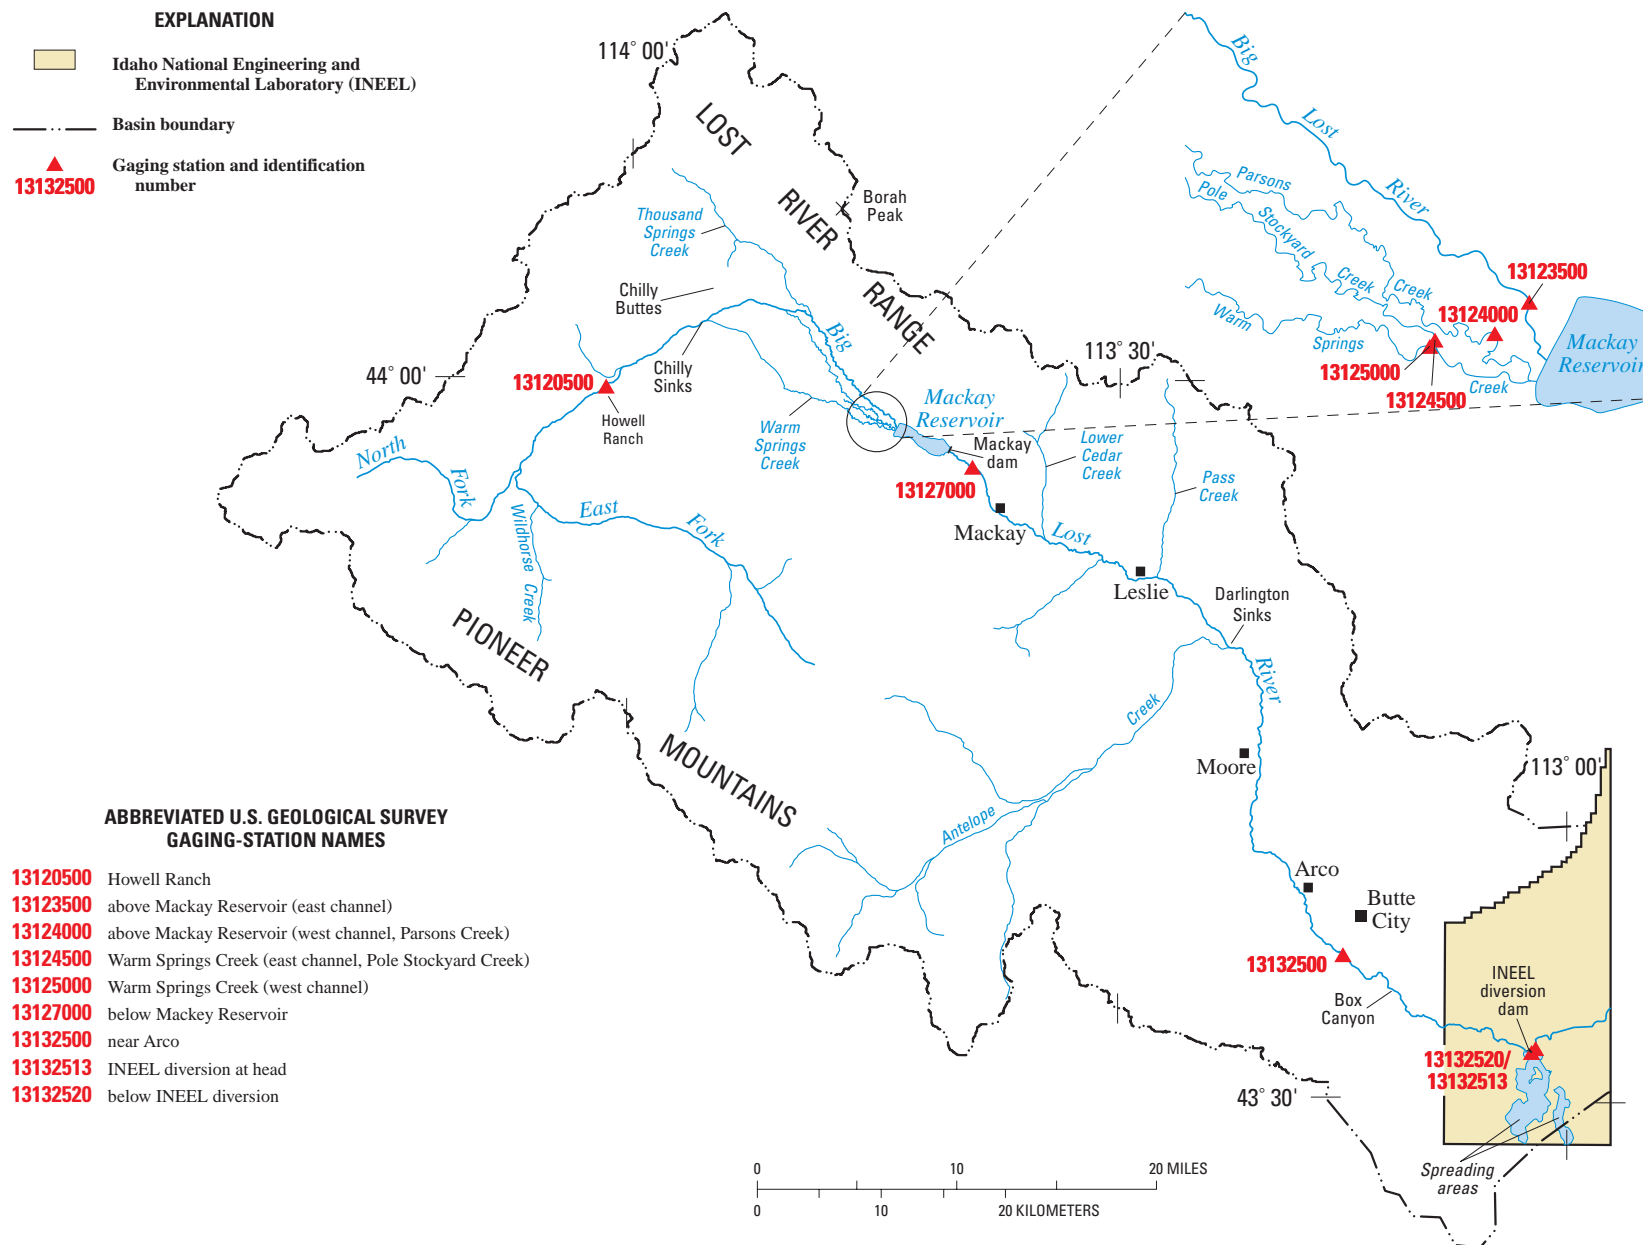 EXPLANATION
Idaho National Engineering and
Environmental Laboratory (INEEL)
Basin boundary
Gaging station and identification
number
13132500
114° 00'
LOST
RIVER
RANGE
Borah
Peak
Thousand
Springs
Creek
Chilly
Buttes
Big
Chilly
Sinks
44° 00'
13120500
Howell
Ranch
113° 30'
Mackay
Reservoir
Warm
Springs
Creek
Mackay
dam
Lower
Cedar
Creek
Pass
Creek
North
Fork
13127000
East
Fork
Wildhorse Creek
Mackay
Lost
Leslie
Darlington
Sinks
River
PIONEER
MOUNTAINS
Creek
Antelope
Moore
113° 00'
Arco
Butte
City
13132500
Box
Canyon
INEEL
diversion
dam
13132520/
13132513
43° 30'
Spreading
areas
Big
Lost
River
Parsons
Creek
Pole
Stockyard
Creek
Warm
Springs
Creek
13123500
13124000
13125000
13124500
Mackay
Reservoir
ABBREVIATED U.S. GEOLOGICAL SURVEY
GAGING-STATION NAMES
13120500 Howell Ranch
13123500 above Mackay Reservoir (east channel)
13124000 above Mackay Reservoir (west channel, Parsons Creek)
13124500 Warm Springs Creek (east channel, Pole Stockyard Creek)
13125000 Warm Springs Creek (west channel)
13127000 below Mackey Reservoir
13132500 near Arco
13132513 INEEL diversion at head
13132520 below INEEL diversion
0 10 20 MILES
0 10 20 KILOMETERS